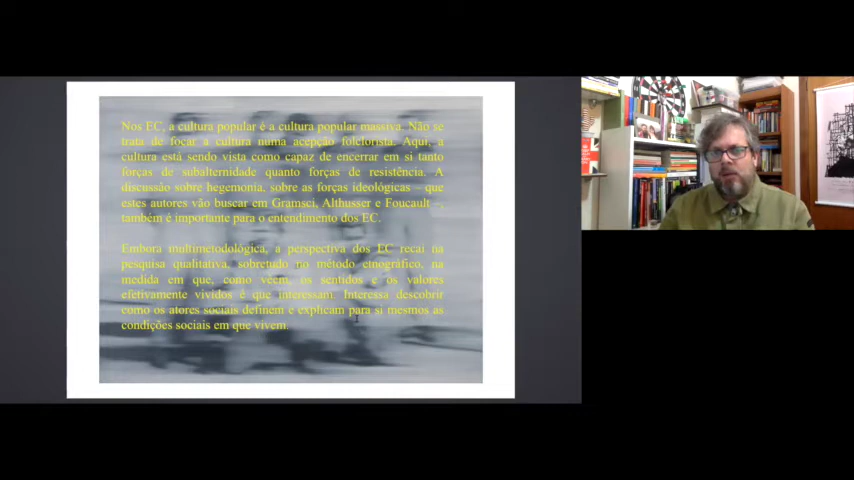 Nos EC, a cultura popular é a cultura popular massiva. Não se
trata de focar a cultura numa acepção folclorista. Aqui, a
cultura está sendo vista como capaz de encerrar em si tanto
forças de subalternidade quanto forças de resistência. A
discussão sobre hegemonia, sobre as forças ideológicas – que
estes autores vão buscar em Gramsci, Althusser e Foucault –,
também é importante para o entendimento dos EC.
Embora multimetodológica, a perspectiva dos EC recai na
pesquisa qualitativa, sobretudo no método etnográfico, na
medida em que, como vêem, os sentidos e os valores
efetivamente vividos é que interessam. Interessa descobrir
como os atores sociais definem e explicam para si mesmos as
condições sociais em que vivem.